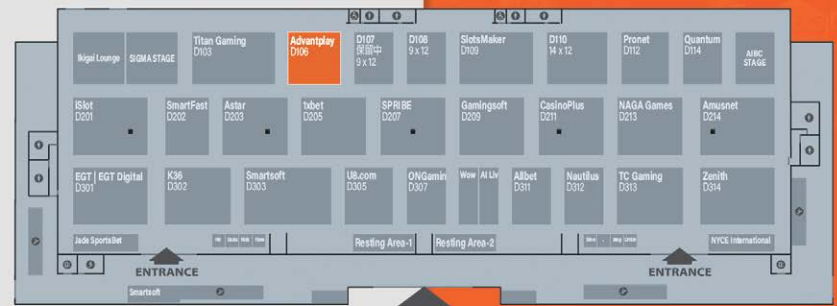 Ikigai Lounge
SIGMA STAGE
Titan Gaming
D103
Advantplay
D106
D107
保留中
9 x 12
D108
9 x 12
SlotsMaker
D109
D110
14 x 12
Pronet
D112
Quantum
D114
AIBC
STAGE
ISlot
D201
SmartFast
D202
Astar
D203
1xbet
D205
SPRIBE
D207
Gamingsoft
D209
CasinoPlus
D211
NAGA Games
D213
Amusnet
D214
EGT | EGT Digital
D301
K36
D302
Smartsoft
D303
U8.com
D305
ONGamin
D307
Wow
AI Liv
Allbet
D311
Nautilus
D312
TC Gaming
D313
Zenith
D314
Jada SportsBet
Resting Area-1
Resting Area-2
NYCE International
ENTRANCE
ENTRANCE
Smartsoft